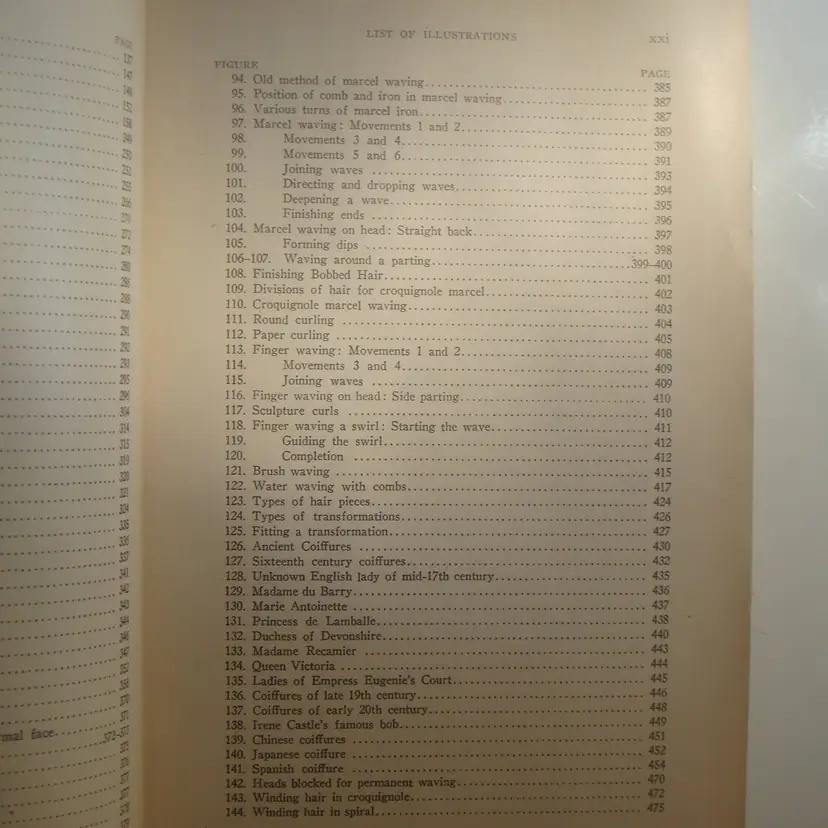 LIST OF ILLUSTRATIONS xxi
FIGURE PAGE
94. Old method of marcel waving 385
95. Position of comb and iron in marcel waving 387
96. Various turns of marcel iron 387
97. Marcel waving: Movements 1 and 2 389
98. Movements 3 and 4 390
99. Movements 5 and 6 391
100. Joining waves 393
101. Directing and dropping waves 394
102. Deepening a wave 395
103. Finishing ends 396
104. Marcel waving on head: Straight back 397
105. Forming dips 398
106–107. Waving around a parting 399–400
108. Finishing Bobbed Hair 401
109. Divisions of hair for croquignole marcel 402
110. Croquignole marcel waving 403
111. Round curling 404
112. Paper curling 405
113. Finger waving: Movements 1 and 2 408
114. Movements 3 and 4 409
115. Joining waves 409
116. Finger waving on head: Side parting 410
117. Sculpture curls 410
118. Finger waving a swirl: Starting the wave 411
119. Guiding the swirl 412
120. Completion 412
121. Brush waving 415
122. Water waving with combs 417
123. Types of hair pieces 424
124. Types of transformations 426
125. Fitting a transformation 427
126. Ancient Coiffures 430
127. Sixteenth century coiffures 432
128. Unknown English lady of mid-17th century 435
129. Madame du Barry 436
130. Marie Antoinette 437
131. Princess de Lamballe 438
132. Duchess of Devonshire 440
133. Madame Recamier 443
134. Queen Victoria 444
135. Ladies of Empress Eugenie's Court 445
136. Coiffures of late 19th century 446
137. Coiffures of early 20th century 448
138. Irene Castle's famous bob 449
139. Chinese coiffures 451
140. Japanese coiffure 452
141. Spanish coiffure 454
142. Heads blocked for permanent waving 470
143. Winding hair in croquignole 472
144. Winding hair in spiral 475